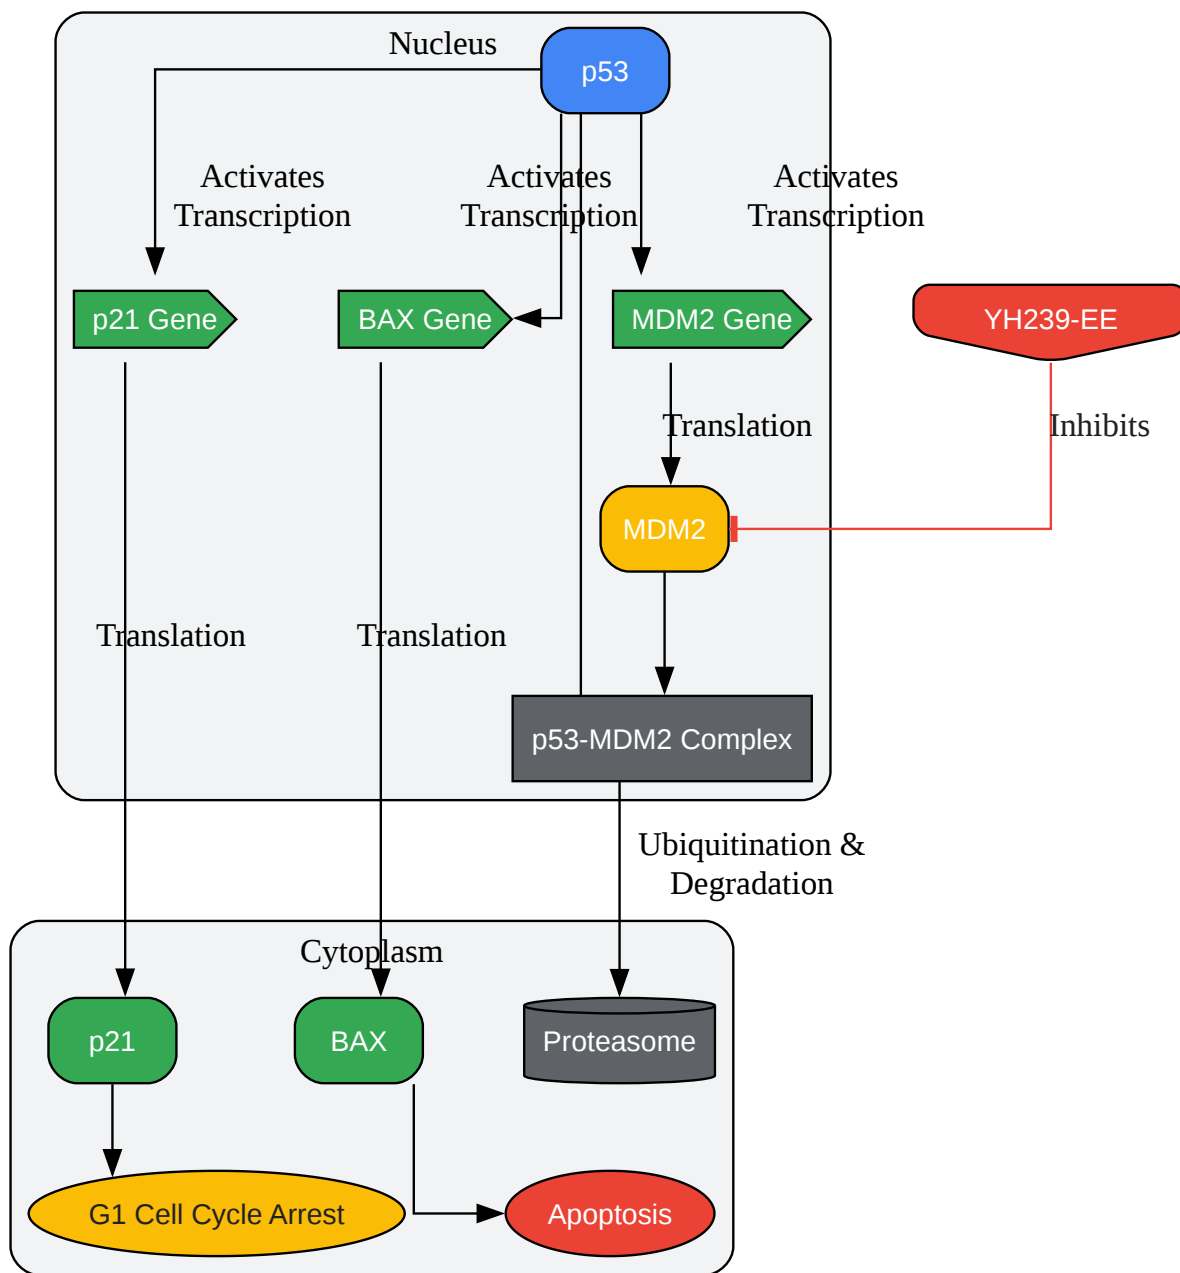 Nucleus
p53
Activates
Transcription
Activates
Transcription
Activates
Transcription
p21 Gene
BAX Gene
MDM2 Gene
YH239-EE
Translation
Inhibits
MDM2
Translation
Translation
p53-MDM2 Complex
Ubiquitination &
Degradation
Cytoplasm
p21
BAX
Proteasome
G1 Cell Cycle Arrest
Apoptosis